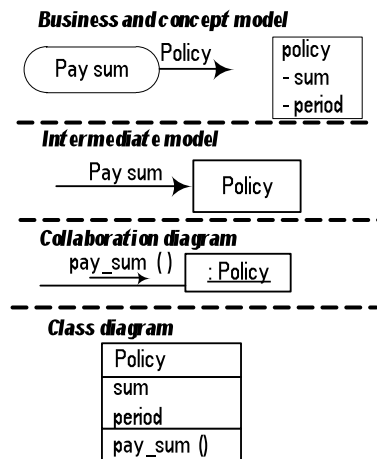 Business and concept model
Policy
Pay sum
policy
- sum
- period
Intermediate model
Pay sum
Policy
Collaboration diagram
pay_sum ()
: Policy
Class diagram
Policy
sum
period
pay_sum ()